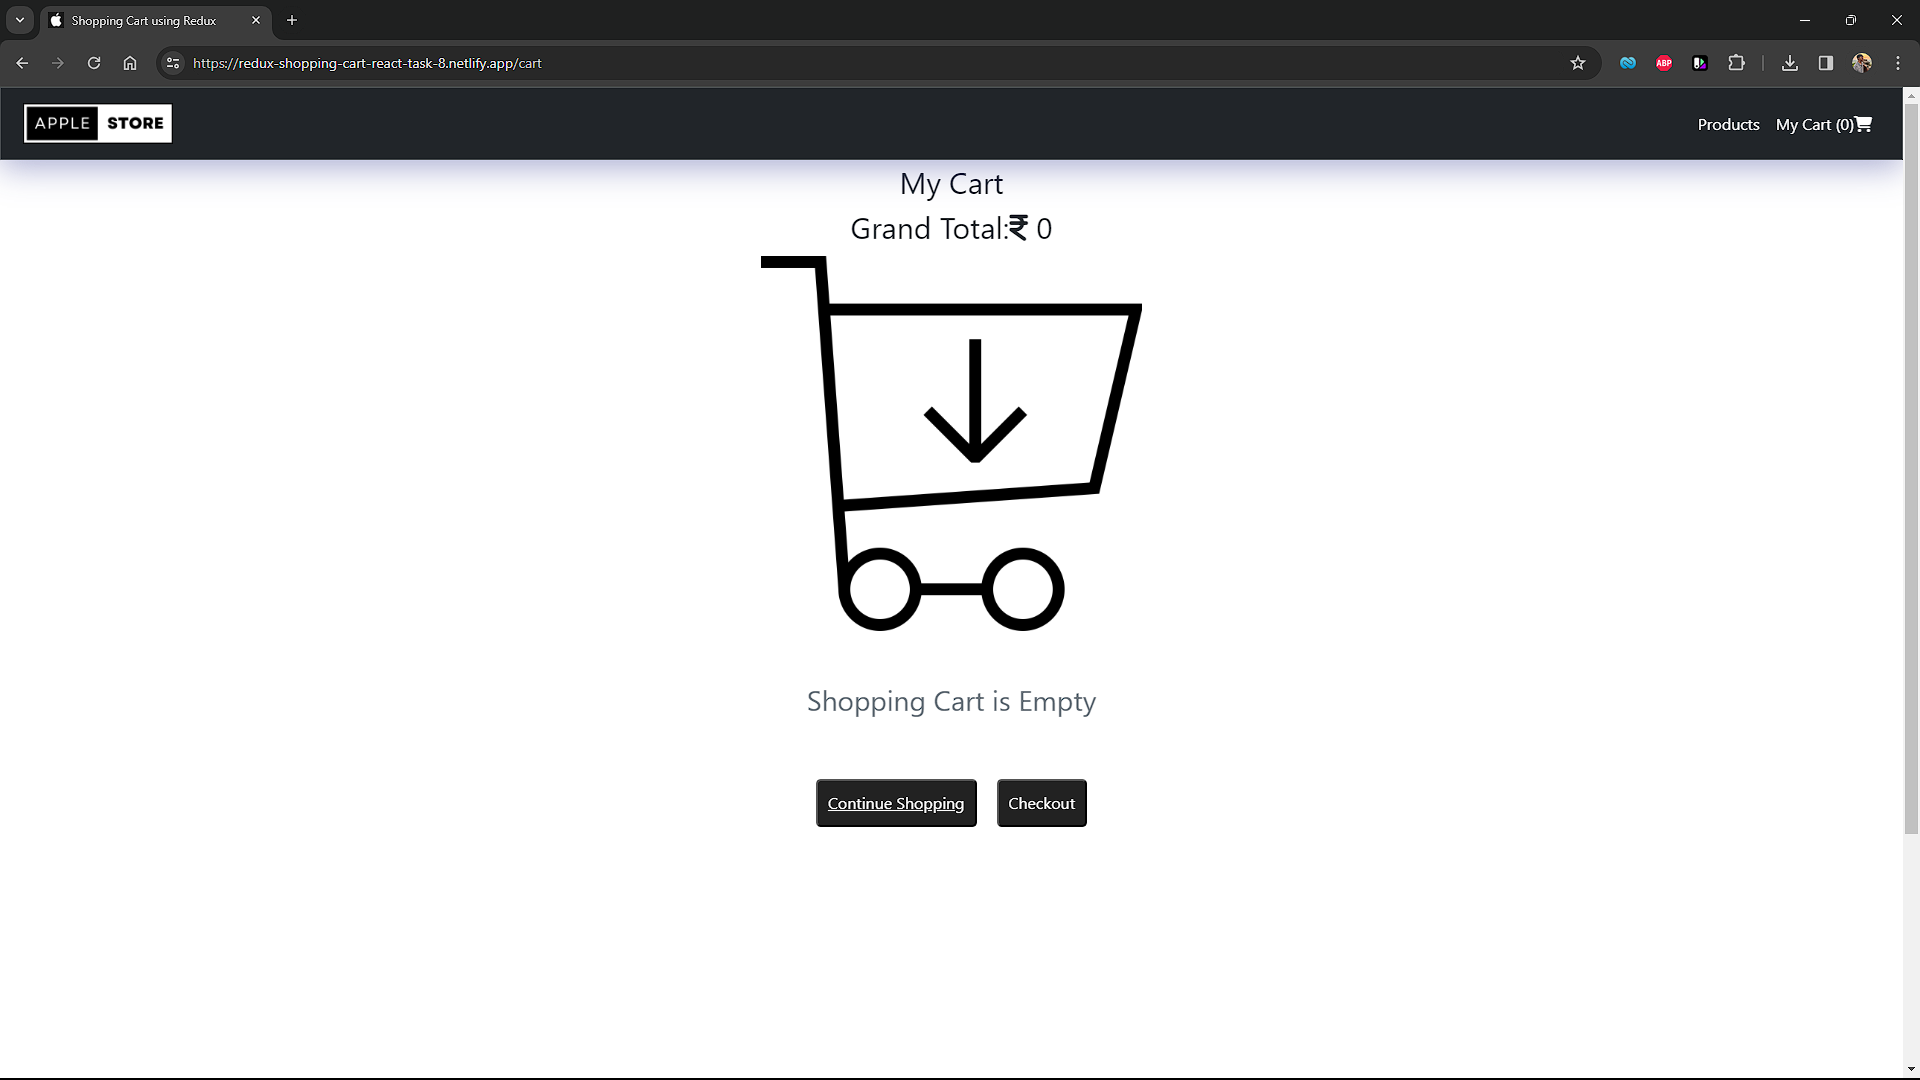 Shopping Cart using Redux
https://redux-shopping-cart-react-task-8.netlify.app/cart
ABP
APPLE STORE
Products My Cart (0)
My Cart
Grand Total:₹ 0
Shopping Cart is Empty
Continue Shopping Checkout